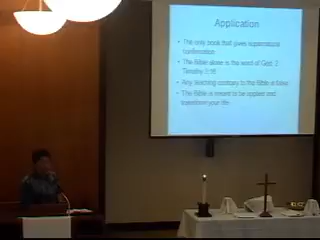 Application
• The only book that gives supernatural
confirmation
• The Bible alone is the word of God. 2
Timothy 3:16
• Any teaching contrary to the Bible is false
• The Bible is meant to be applied and
transform your life